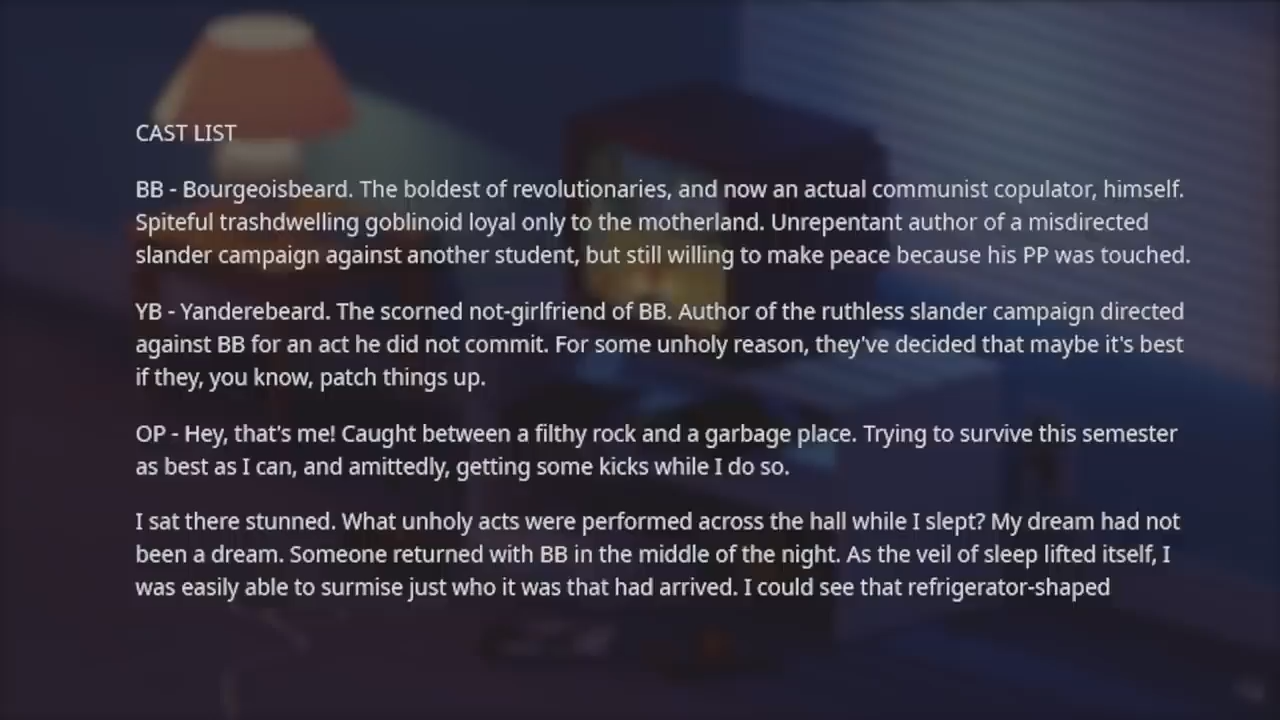 CAST LIST
BB - Bourgeoisbeard. The boldest of revolutionaries, and now an actual communist copulator, himself.
Spiteful trashdwelling goblinoid loyal only to the motherland. Unrepentant author of a misdirected
slander campaign against another student, but still willing to make peace because his PP was touched.
YB - Yanderebeard. The scorned not-girlfriend of BB. Author of the ruthless slander campaign directed
against BB for an act he did not commit. For some unholy reason, they've decided that maybe it's best
if they, you know, patch things up.
OP - Hey, that's me! Caught between a filthy rock and a garbage place. Trying to survive this semester
as best as I can, and amittedly, getting some kicks while I do so.
I sat there stunned. What unholy acts were performed across the hall while I slept? My dream had not
been a dream. Someone returned with BB in the middle of the night. As the veil of sleep lifted itself, I
was easily able to surmise just who it was that had arrived. I could see that refrigerator-shaped